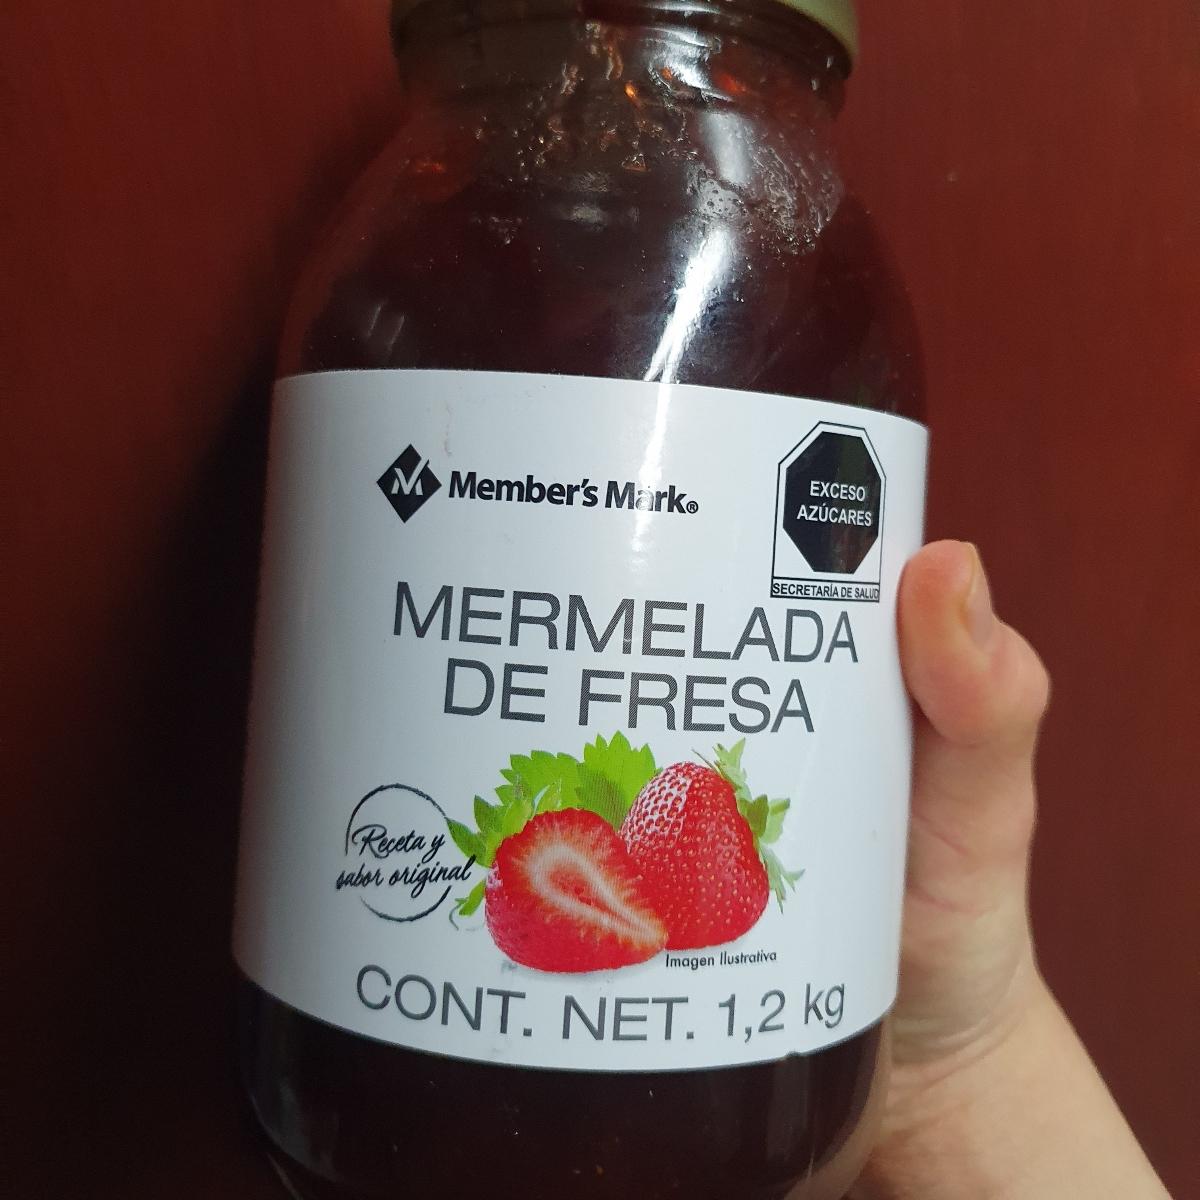 Member's Mark®
EXCESO
AZÚCARES
SECRETARÍA DE SALUD
MERMELADA
DE FRESA
Receta y
sabor original
Imagen Ilustrativa
CONT. NET. 1,2 kg